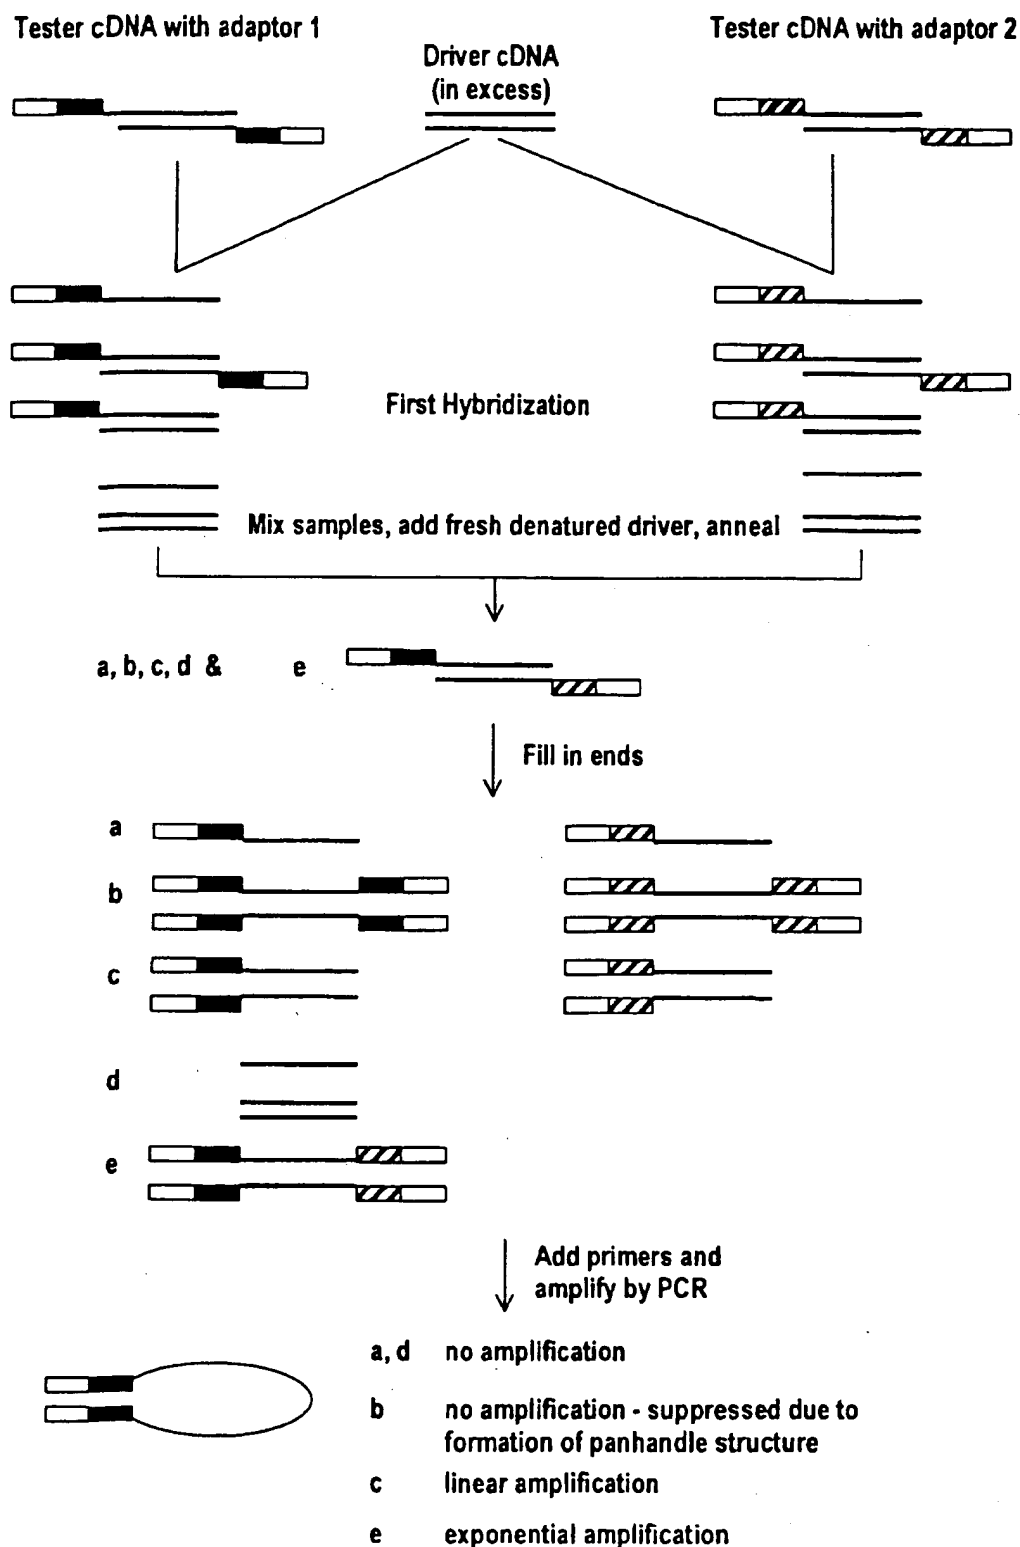 Tester cDNA with adaptor 1
Tester cDNA with adaptor 2
Driver cDNA
(in excess)
First Hybridization
Mix samples, add fresh denatured driver, anneal
a, b, c, d & e
Fill in ends
a
b
c
d
e
Add primers and
amplify by PCR
a, d no amplification
b no amplification - suppressed due to
formation of panhandle structure
c linear amplification
e exponential amplification